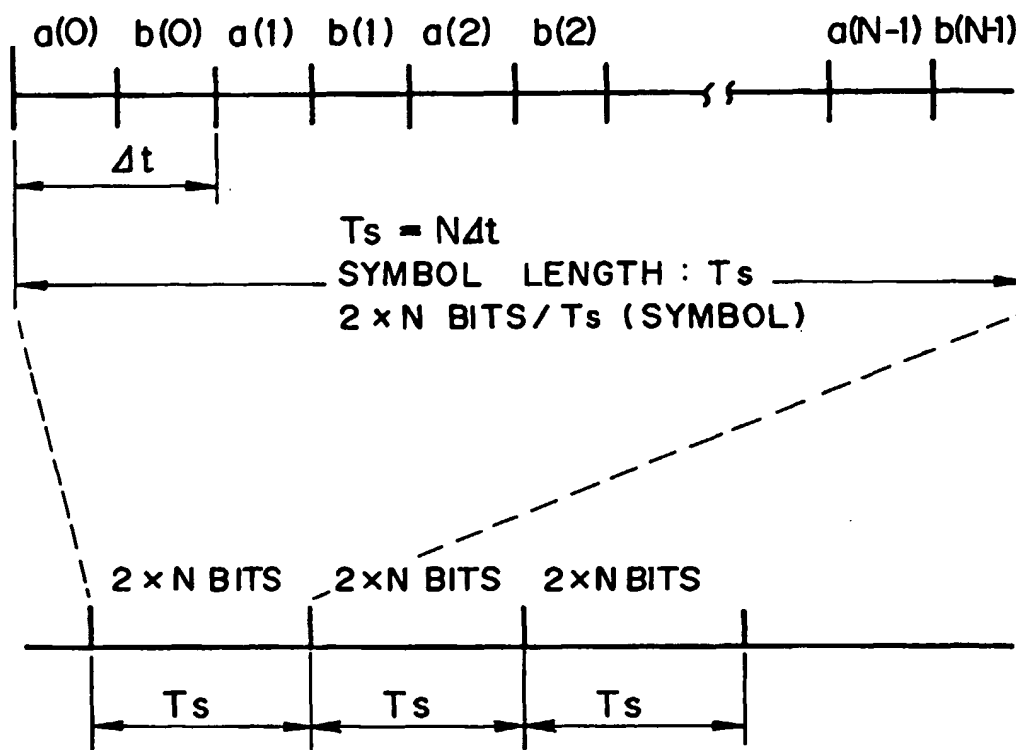 a(0) b(0) a(1) b(1) a(2) b(2) a(N-1) b(N-1)
Δt
Ts = NΔt
SYMBOL LENGTH : Ts
2 × N BITS / Ts (SYMBOL)
2 × N BITS 2 × N BITS 2 × N BITS
Ts Ts Ts